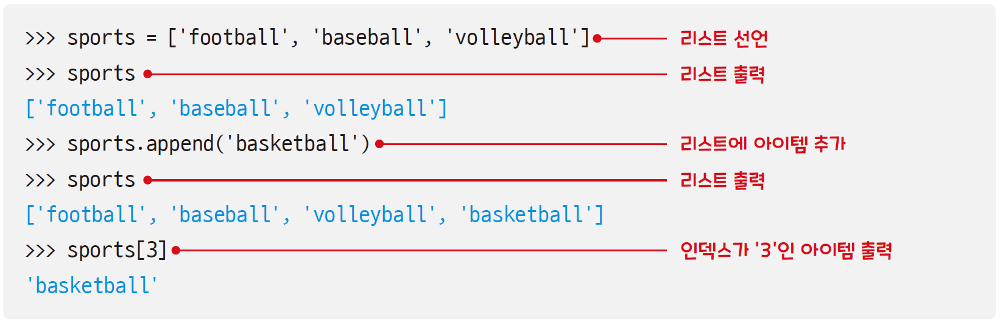 >>> sports = ['football', 'baseball', 'volleyball'] 리스트 선언
>>> sports 리스트 출력
['football', 'baseball', 'volleyball']
>>> sports.append('basketball') 리스트에 아이템 추가
>>> sports 리스트 출력
['football', 'baseball', 'volleyball', 'basketball']
>>> sports[3] 인덱스가 '3'인 아이템 출력
'basketball'